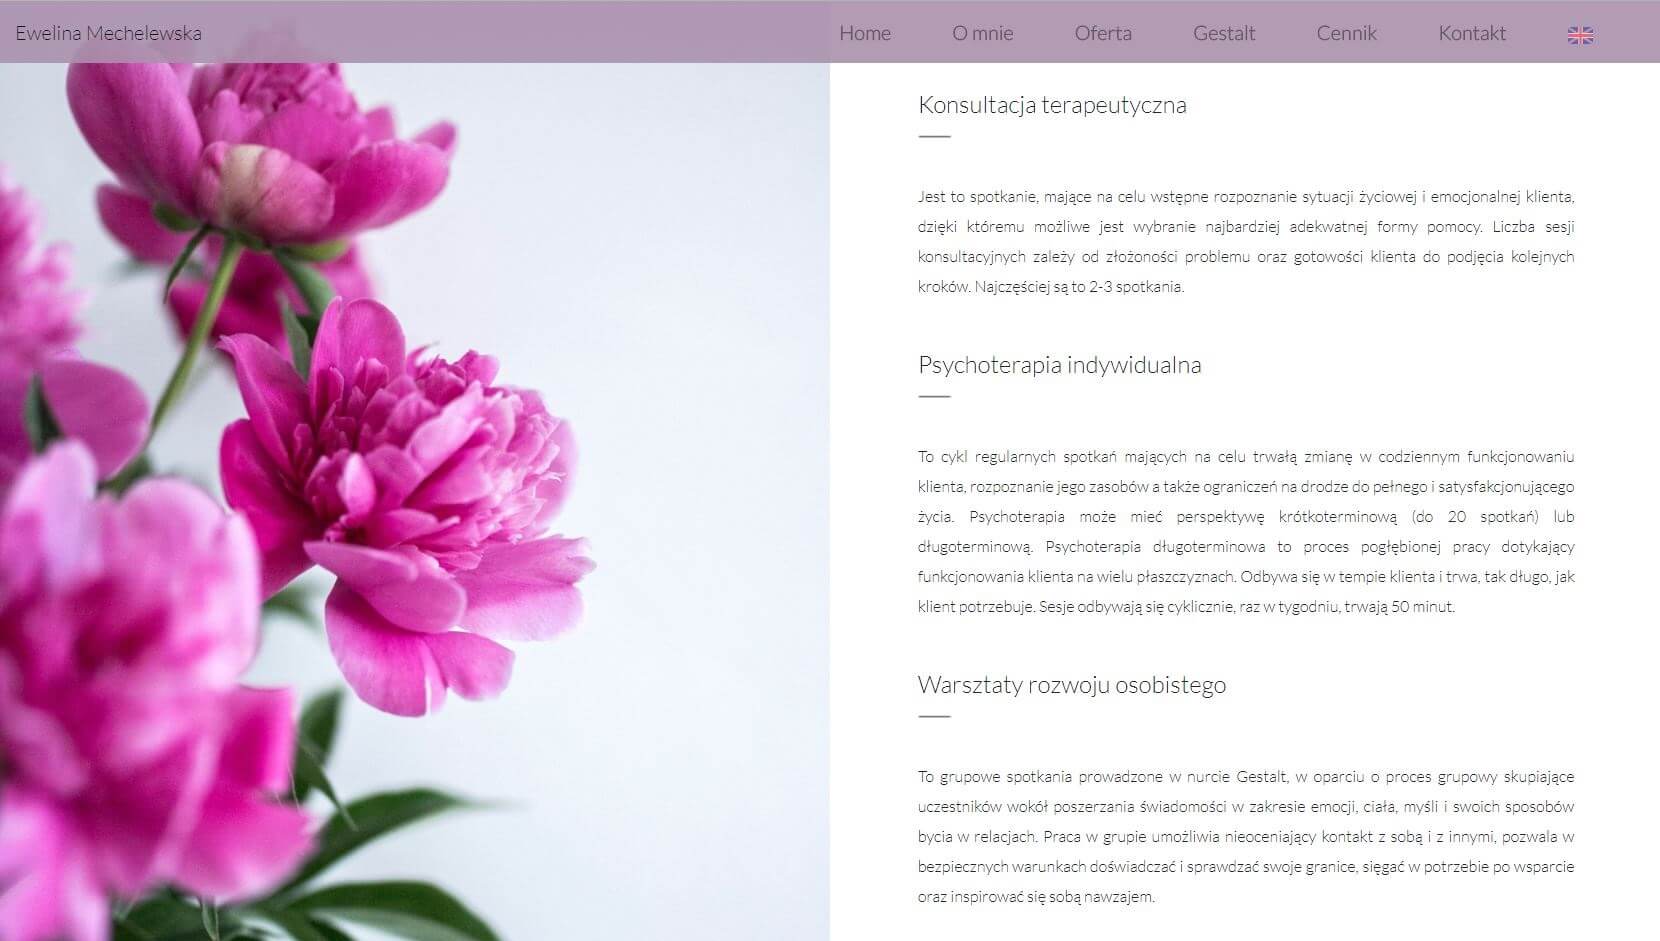 Ewelina Mechelewska
Home O mnie Oferta Gestalt Cennik Kontakt
Konsultacja terapeutyczna
Jest to spotkanie, mające na celu wstępne rozpoznanie sytuacji życiowej i emocjonalnej klienta,
dzięki któremu możliwe jest wybranie najbardziej adekwatnej formy pomocy. Liczba sesji
konsultacyjnych zależy od złożoności problemu oraz gotowości klienta do podjęcia kolejnych
kroków. Najczęściej są to 2-3 spotkania.
Psychoterapia indywidualna
To cykl regularnych spotkań mających na celu trwałą zmianę w codziennym funkcjonowaniu
klienta, rozpoznanie jego zasobów a także ograniczeń na drodze do pełnego i satysfakcjonującego
życia. Psychoterapia może mieć perspektywę krótkoterminową (do 20 spotkań) lub
długoterminową. Psychoterapia długoterminowa to proces pogłębionej pracy dotykający
funkcjonowania klienta na wielu płaszczyznach. Odbywa się w tempie klienta i trwa, tak długo, jak
klient potrzebuje. Sesje odbywają się cyklicznie, raz w tygodniu, trwają 50 minut.
Warsztaty rozwoju osobistego
To grupowe spotkania prowadzone w nurcie Gestalt, w oparciu o proces grupowy skupiające
uczestników wokół poszerzania świadomości w zakresie emocji, ciała, myśli i swoich sposobów
bycia w relacjach. Praca w grupie umożliwia nieoceniający kontakt z sobą i z innymi, pozwala w
bezpiecznych warunkach doświadczać i sprawdzać swoje granice, sięgać w potrzebie po wsparcie
oraz inspirować się sobą nawzajem.